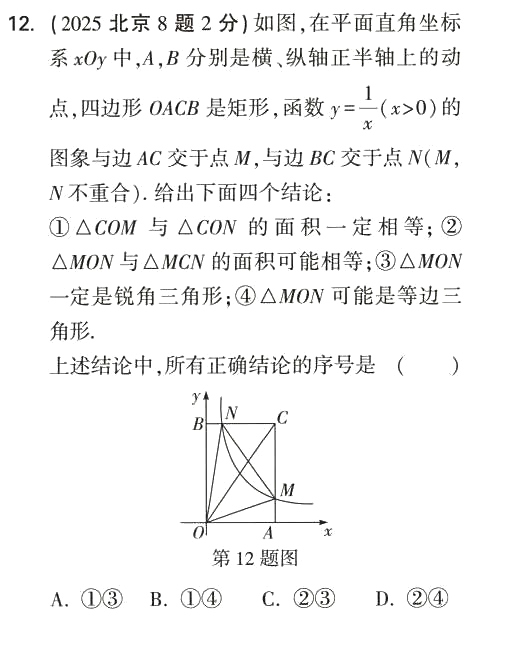 12. (2025 北京 8 题 2 分)如图,在平面直角坐标
系 xOy 中,A,B 分别是横、纵轴正半轴上的动
点,四边形 OACB 是矩形,函数 y=1/x(x>0)的
图象与边 AC 交于点 M,与边 BC 交于点 N(M,
N 不重合). 给出下面四个结论:
①△COM 与 △CON 的面积一定相等;②
△MON 与△MCN 的面积可能相等;③△MON
一定是锐角三角形;④△MON 可能是等边三
角形.
上述结论中,所有正确结论的序号是 ( )
y
B N C
M
O A x
第 12 题图
A. ①③ B. ①④ C. ②③ D. ②④